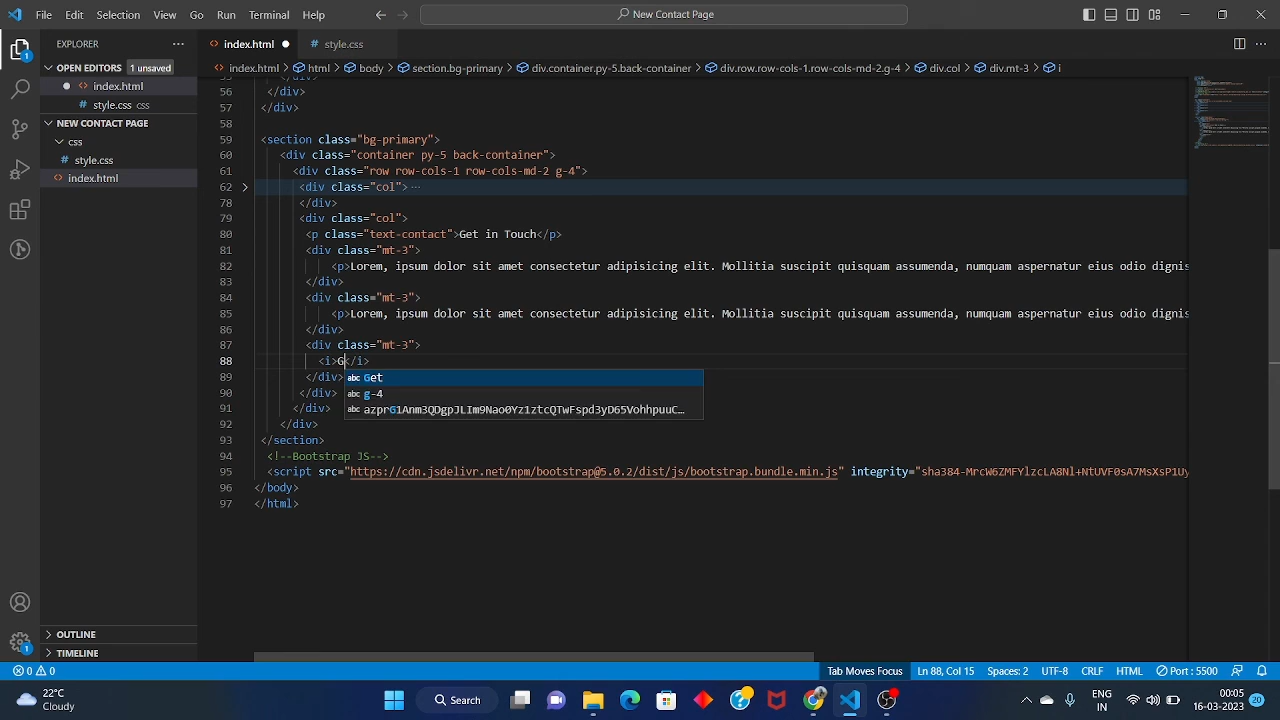 File Edit Selection View Go Run Terminal Help
New Contact Page
EXPLORER
index.html
style.css
OPEN EDITORS 1 unsaved
index.html
style.css css
NEW CONTACT PAGE
css
style.css
index.html
OUTLINE
TIMELINE
index.html > html > body > section.bg-primary > div.container.py-5.back-container > div.row.row-cols-1.row-cols-md-2.g-4 > div.col > div.mt-3 > i
56 </div>
57 </div>
58
59 <section class="bg-primary">
60 <div class="container py-5 back-container">
61 <div class="row row-cols-1 row-cols-md-2 g-4">
62 <div class="col"> ···
78 </div>
79 <div class="col">
80 <p class="text-contact">Get in Touch</p>
81 <div class="mt-3">
82 <p>Lorem, ipsum dolor sit amet consectetur adipisicing elit. Mollitia suscipit quisquam assumenda, numquam aspernatur eius odio dignis
83 </div>
84 <div class="mt-3">
85 <p>Lorem, ipsum dolor sit amet consectetur adipisicing elit. Mollitia suscipit quisquam assumenda, numquam aspernatur eius odio dignis
86 </div>
87 <div class="mt-3">
88 <i>G</i>
89 </div>
90 </div>
91 </div>
92 </div>
93 </section>
94 <!--Bootstrap JS-->
95 <script src="https://cdn.jsdelivr.net/npm/bootstrap@5.0.2/dist/js/bootstrap.bundle.min.js" integrity="sha384-MrcW6ZMFYlzcLA8Nl+NtUVF0sA7MsXsP1Uy
96 </body>
97 </html>
abc Get
abc g-4
abc azprG1Anm3QDgpJLIm9Nao0Yz1ztcQTwFspd3yD65VohhpuuC...
0 0
Tab Moves Focus Ln 88, Col 15 Spaces: 2 UTF-8 CRLF HTML Port : 5500
22°C
Cloudy
Search
ENG
IN
00:05
16-03-2023
20